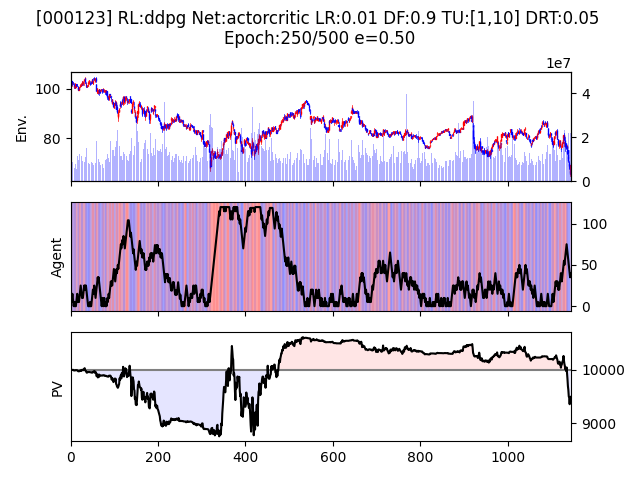 [000123] RL:ddpg Net:actorcritic LR:0.01 DF:0.9 TU:[1,10] DRT:0.05
Epoch:250/500 e=0.50
1e7
Env.
100
80
4
2
0
Agent
100
50
0
PV
10000
9000
0
200
400
600
800
1000